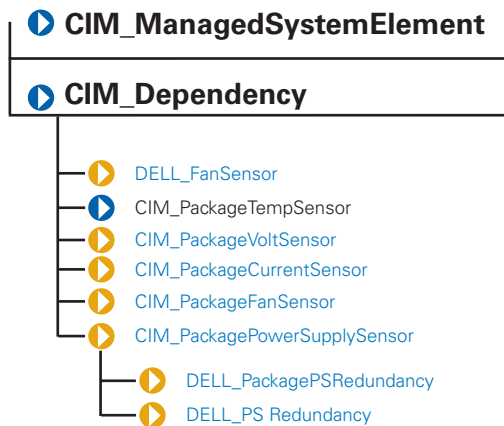 CIM_ManagedSystemElement
CIM_Dependency
DELL_FanSensor
CIM_PackageTempSensor
CIM_PackageVoltSensor
CIM_PackageCurrentSensor
CIM_PackageFanSensor
CIM_PackagePowerSupplySensor
DELL_PackagePSRedundancy
DELL_PS Redundancy